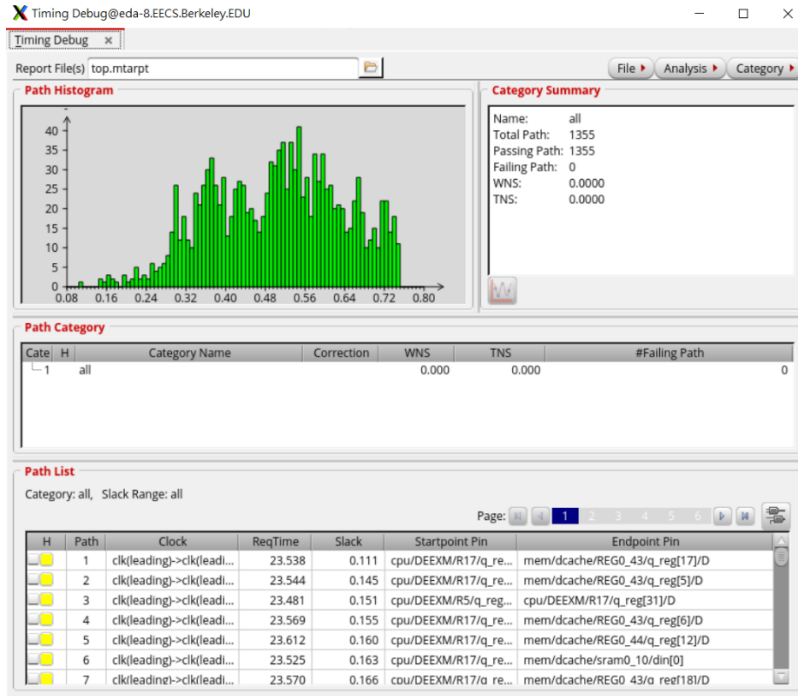 Timing Debug@eda-8.EECS.Berkeley.EDU
Timing Debug
Report File(s) top.mtarpt File Analysis Category
Path Histogram
40
35
30
25
20
15
10
5
0
0.08 0.16 0.24 0.32 0.40 0.48 0.56 0.64 0.72 0.80
Category Summary
Name: all
Total Path: 1355
Passing Path: 1355
Failing Path: 0
WNS: 0.0000
TNS: 0.0000
Path Category
Cate H Category Name Correction WNS TNS #Failing Path
1 all 0.000 0.000 0
Path List
Category: all, Slack Range: all
Page: 1 2 3 4 5 6
H Path Clock ReqTime Slack Startpoint Pin Endpoint Pin
1 clk(leading)->clk(leadi... 23.538 0.111 cpu/DEEXM/R17/q_re... mem/dcache/REG0_43/q_reg[17]/D
2 clk(leading)->clk(leadi... 23.544 0.145 cpu/DEEXM/R17/q_re... mem/dcache/REG0_43/q_reg[5]/D
3 clk(leading)->clk(leadi... 23.481 0.151 cpu/DEEXM/R5/q_reg... cpu/DEEXM/R17/q_reg[31]/D
4 clk(leading)->clk(leadi... 23.569 0.155 cpu/DEEXM/R17/q_re... mem/dcache/REG0_43/q_reg[6]/D
5 clk(leading)->clk(leadi... 23.612 0.160 cpu/DEEXM/R17/q_re... mem/dcache/REG0_44/q_reg[12]/D
6 clk(leading)->clk(leadi... 23.525 0.163 cpu/DEEXM/R17/q_re... mem/dcache/sram0_10/din[0]
7 clk(leading)->clk(leadi... 23.570 0.166 cpu/DEEXM/R17/q_re... mem/dcache/REG0_43/q_reg[18]/D